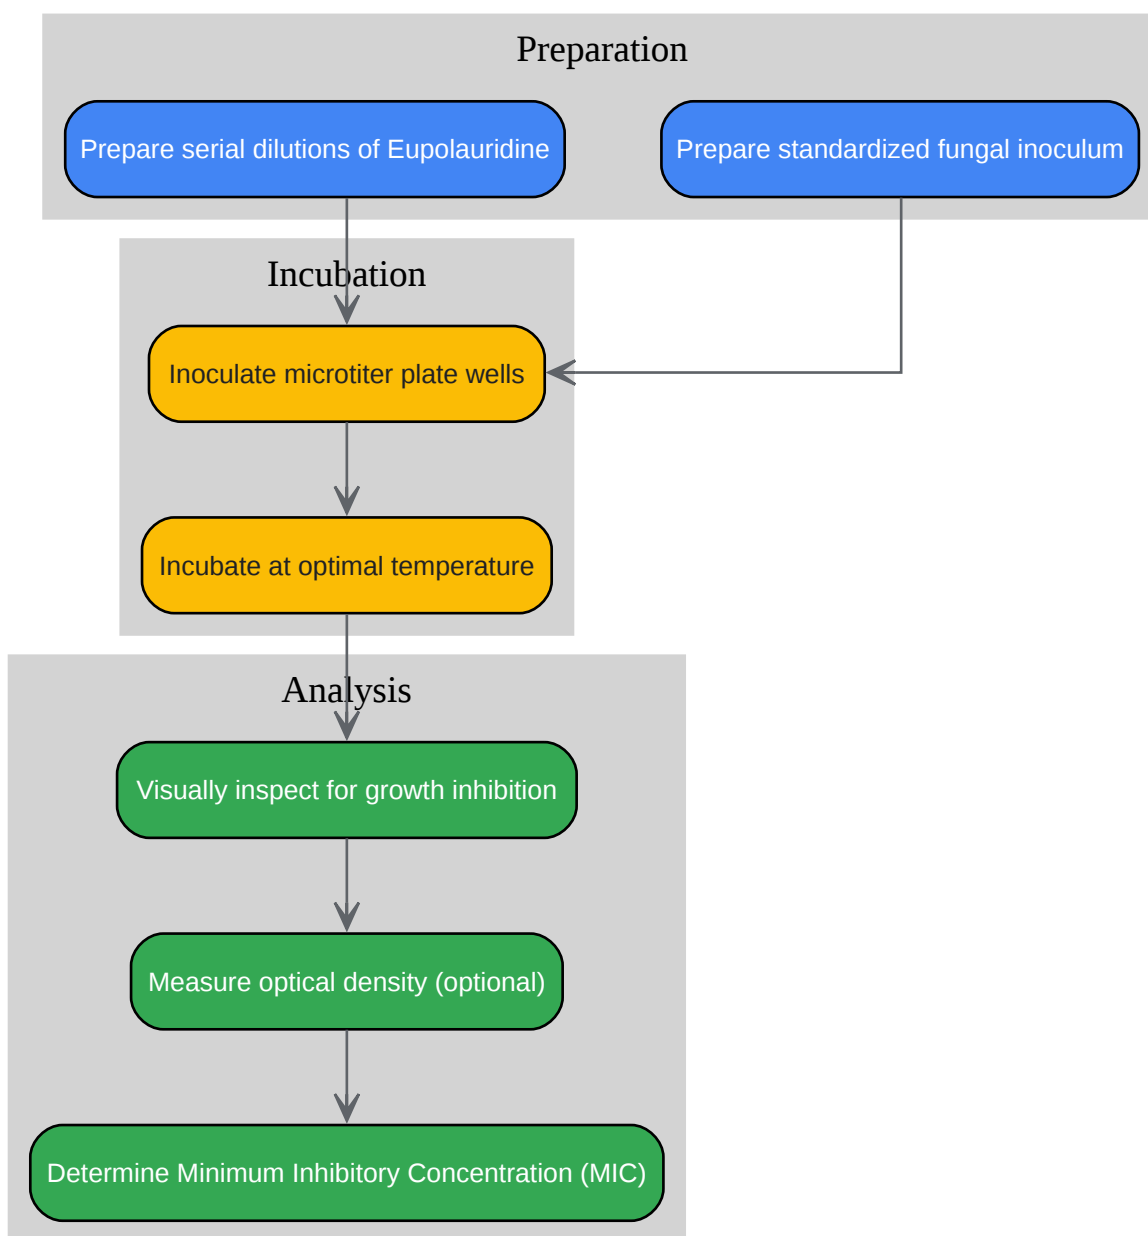 Preparation
Prepare serial dilutions of Eupolauridine
Prepare standardized fungal inoculum
Incubation
Inoculate microtiter plate wells
Incubate at optimal temperature
Analysis
Visually inspect for growth inhibition
Measure optical density (optional)
Determine Minimum Inhibitory Concentration (MIC)